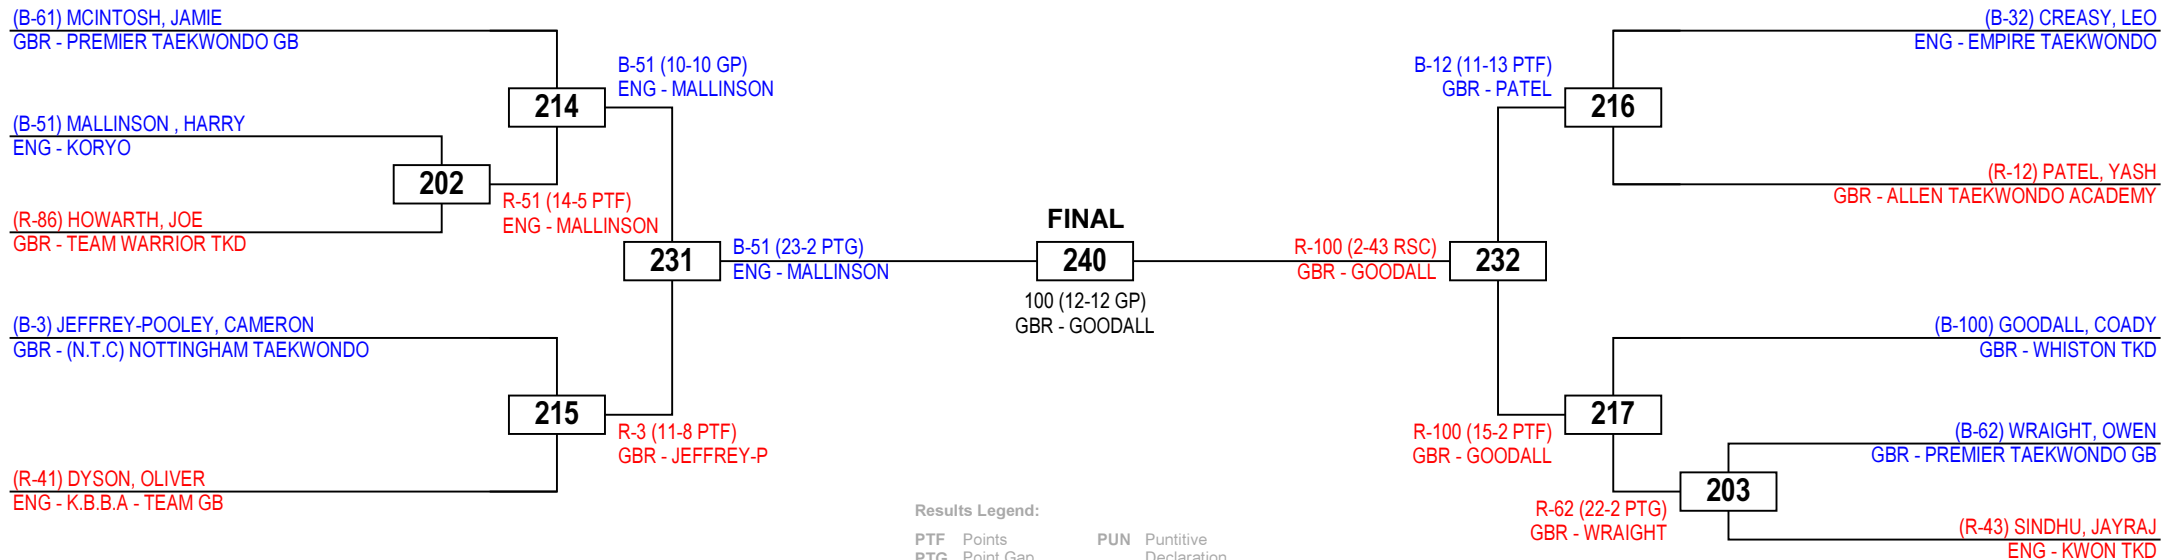 (B-61) MCINTOSH, JAMIE
GBR - PREMIER TAEKWONDO GB
(B-51) MALLINSON , HARRY
ENG - KORYO
(R-86) HOWARTH, JOE
GBR - TEAM WARRIOR TKD
(B-3) JEFFREY-POOLEY, CAMERON
GBR - (N.T.C) NOTTINGHAM TAEKWONDO
(R-41) DYSON, OLIVER
ENG - K.B.B.A - TEAM GB
202
R-51 (14-5 PTF)
ENG - MALLINSON
214
B-51 (10-10 GP)
ENG - MALLINSON
215
R-3 (11-8 PTF)
GBR - JEFFREY-P
231
B-51 (23-2 PTG)
ENG - MALLINSON
FINAL
240
100 (12-12 GP)
GBR - GOODALL
R-100 (2-43 RSC)
GBR - GOODALL
232
B-12 (11-13 PTF)
GBR - PATEL
216
R-100 (15-2 PTF)
GBR - GOODALL
217
R-62 (22-2 PTG)
GBR - WRAIGHT
203
(B-32) CREASY, LEO
ENG - EMPIRE TAEKWONDO
(R-12) PATEL, YASH
GBR - ALLEN TAEKWONDO ACADEMY
(B-100) GOODALL, COADY
GBR - WHISTON TKD
(B-62) WRAIGHT, OWEN
GBR - PREMIER TAEKWONDO GB
(R-43) SINDHU, JAYRAJ
ENG - KWON TKD
Results Legend:
PTF Points
PTG Point Gap
PUN Puntitive
Declaration